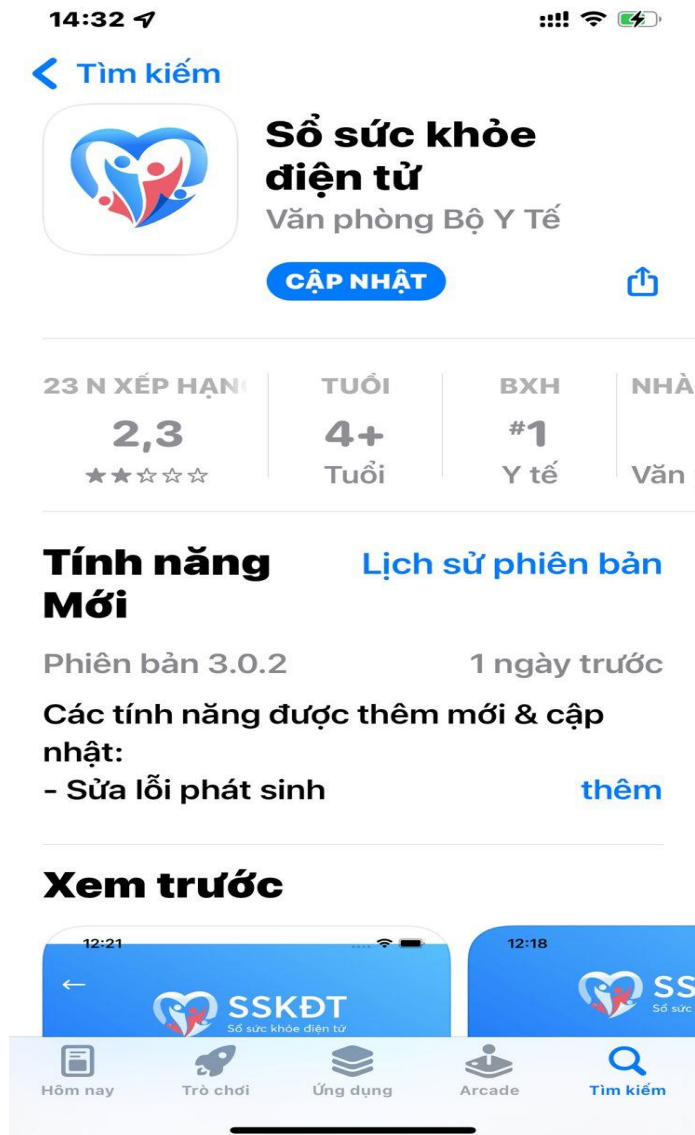 14:32
Tìm kiếm
Sổ sức khỏe
điện tử
Văn phòng Bộ Y Tế
CẬP NHẬT
23 N XẾP HẠN
TUỔI
BXH
NHÀ
2,3
4+
#1
Tuổi
Y tế
Văn
Tính năng
Mới
Lịch sử phiên bản
Phiên bản 3.0.2
1 ngày trước
Các tính năng được thêm mới & cập
nhật:
- Sửa lỗi phát sinh
thêm
Xem trước
12:21
12:18
SSKĐT
Sổ sức khỏe điện tử
SS
Sổ sức
Hôm nay
Trò chơi
Ứng dụng
Arcade
Tìm kiếm